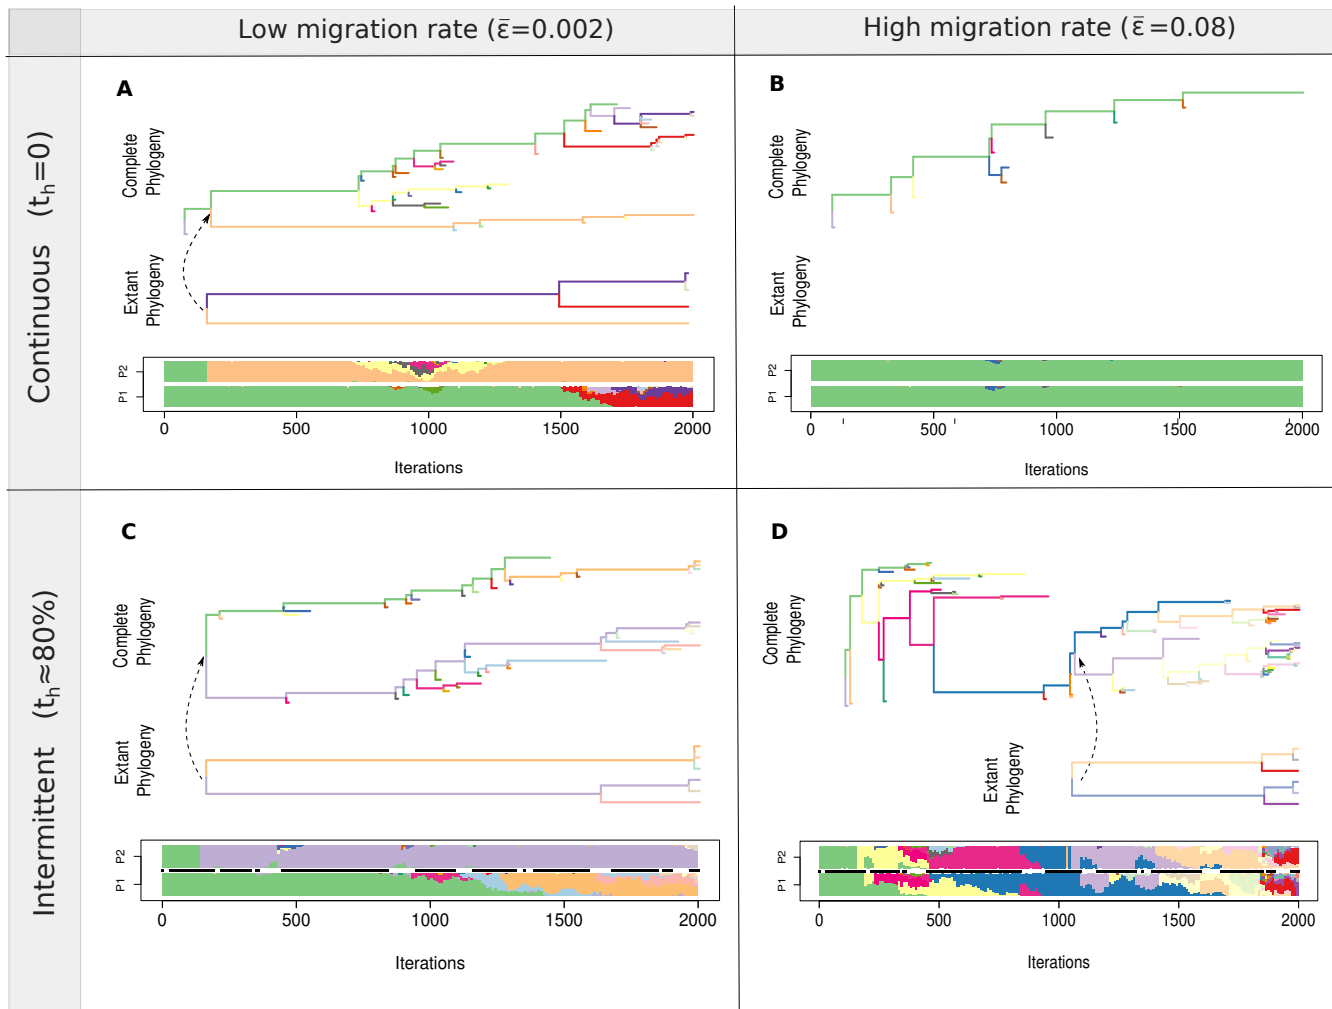 Low migration rate (ε̄=0.002)
High migration rate (ε̄=0.08)
Continuous (t_h=0)
A
Complete
Phylogeny
Extant
Phylogeny
P2
P1
0 500 1000 1500 2000
Iterations
B
Complete
Phylogeny
Extant
Phylogeny
P2
P1
0 500 1000 1500 2000
Iterations
Intermittent (t_h≈80%)
C
Complete
Phylogeny
Extant
Phylogeny
P2
P1
0 500 1000 1500 2000
Iterations
D
Complete
Phylogeny
Extant
Phylogeny
P2
P1
0 500 1000 1500 2000
Iterations